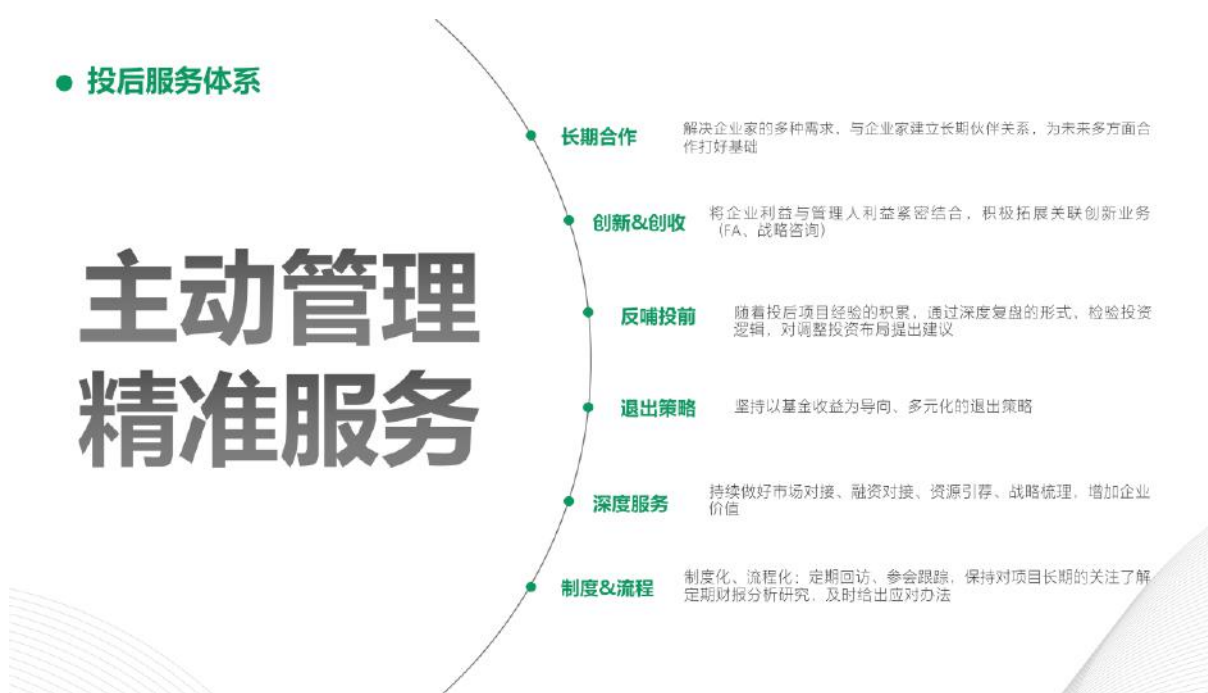 投后服务体系
主动管理
精准服务
长期合作
解决企业家的多种需求，与企业家建立长期伙伴关系，为未来多方面合
作打好基础
创新&创收
将企业利益与管理人利益紧密结合，积极拓展关联创新业务
（FA、战略咨询）
反哺投前
随着投后项目经验的积累，通过深度复盘的形式，检验投资
逻辑，对调整投资布局提出建议
退出策略
坚持以基金收益为导向、多元化的退出策略
深度服务
持续做好市场对接、融资对接、资源引荐、战略梳理，增加企业
价值
制度&流程
制度化、流程化：定期回访、参会跟踪，保持对项目长期的关注了解
定期财报分析研究，及时给出应对办法